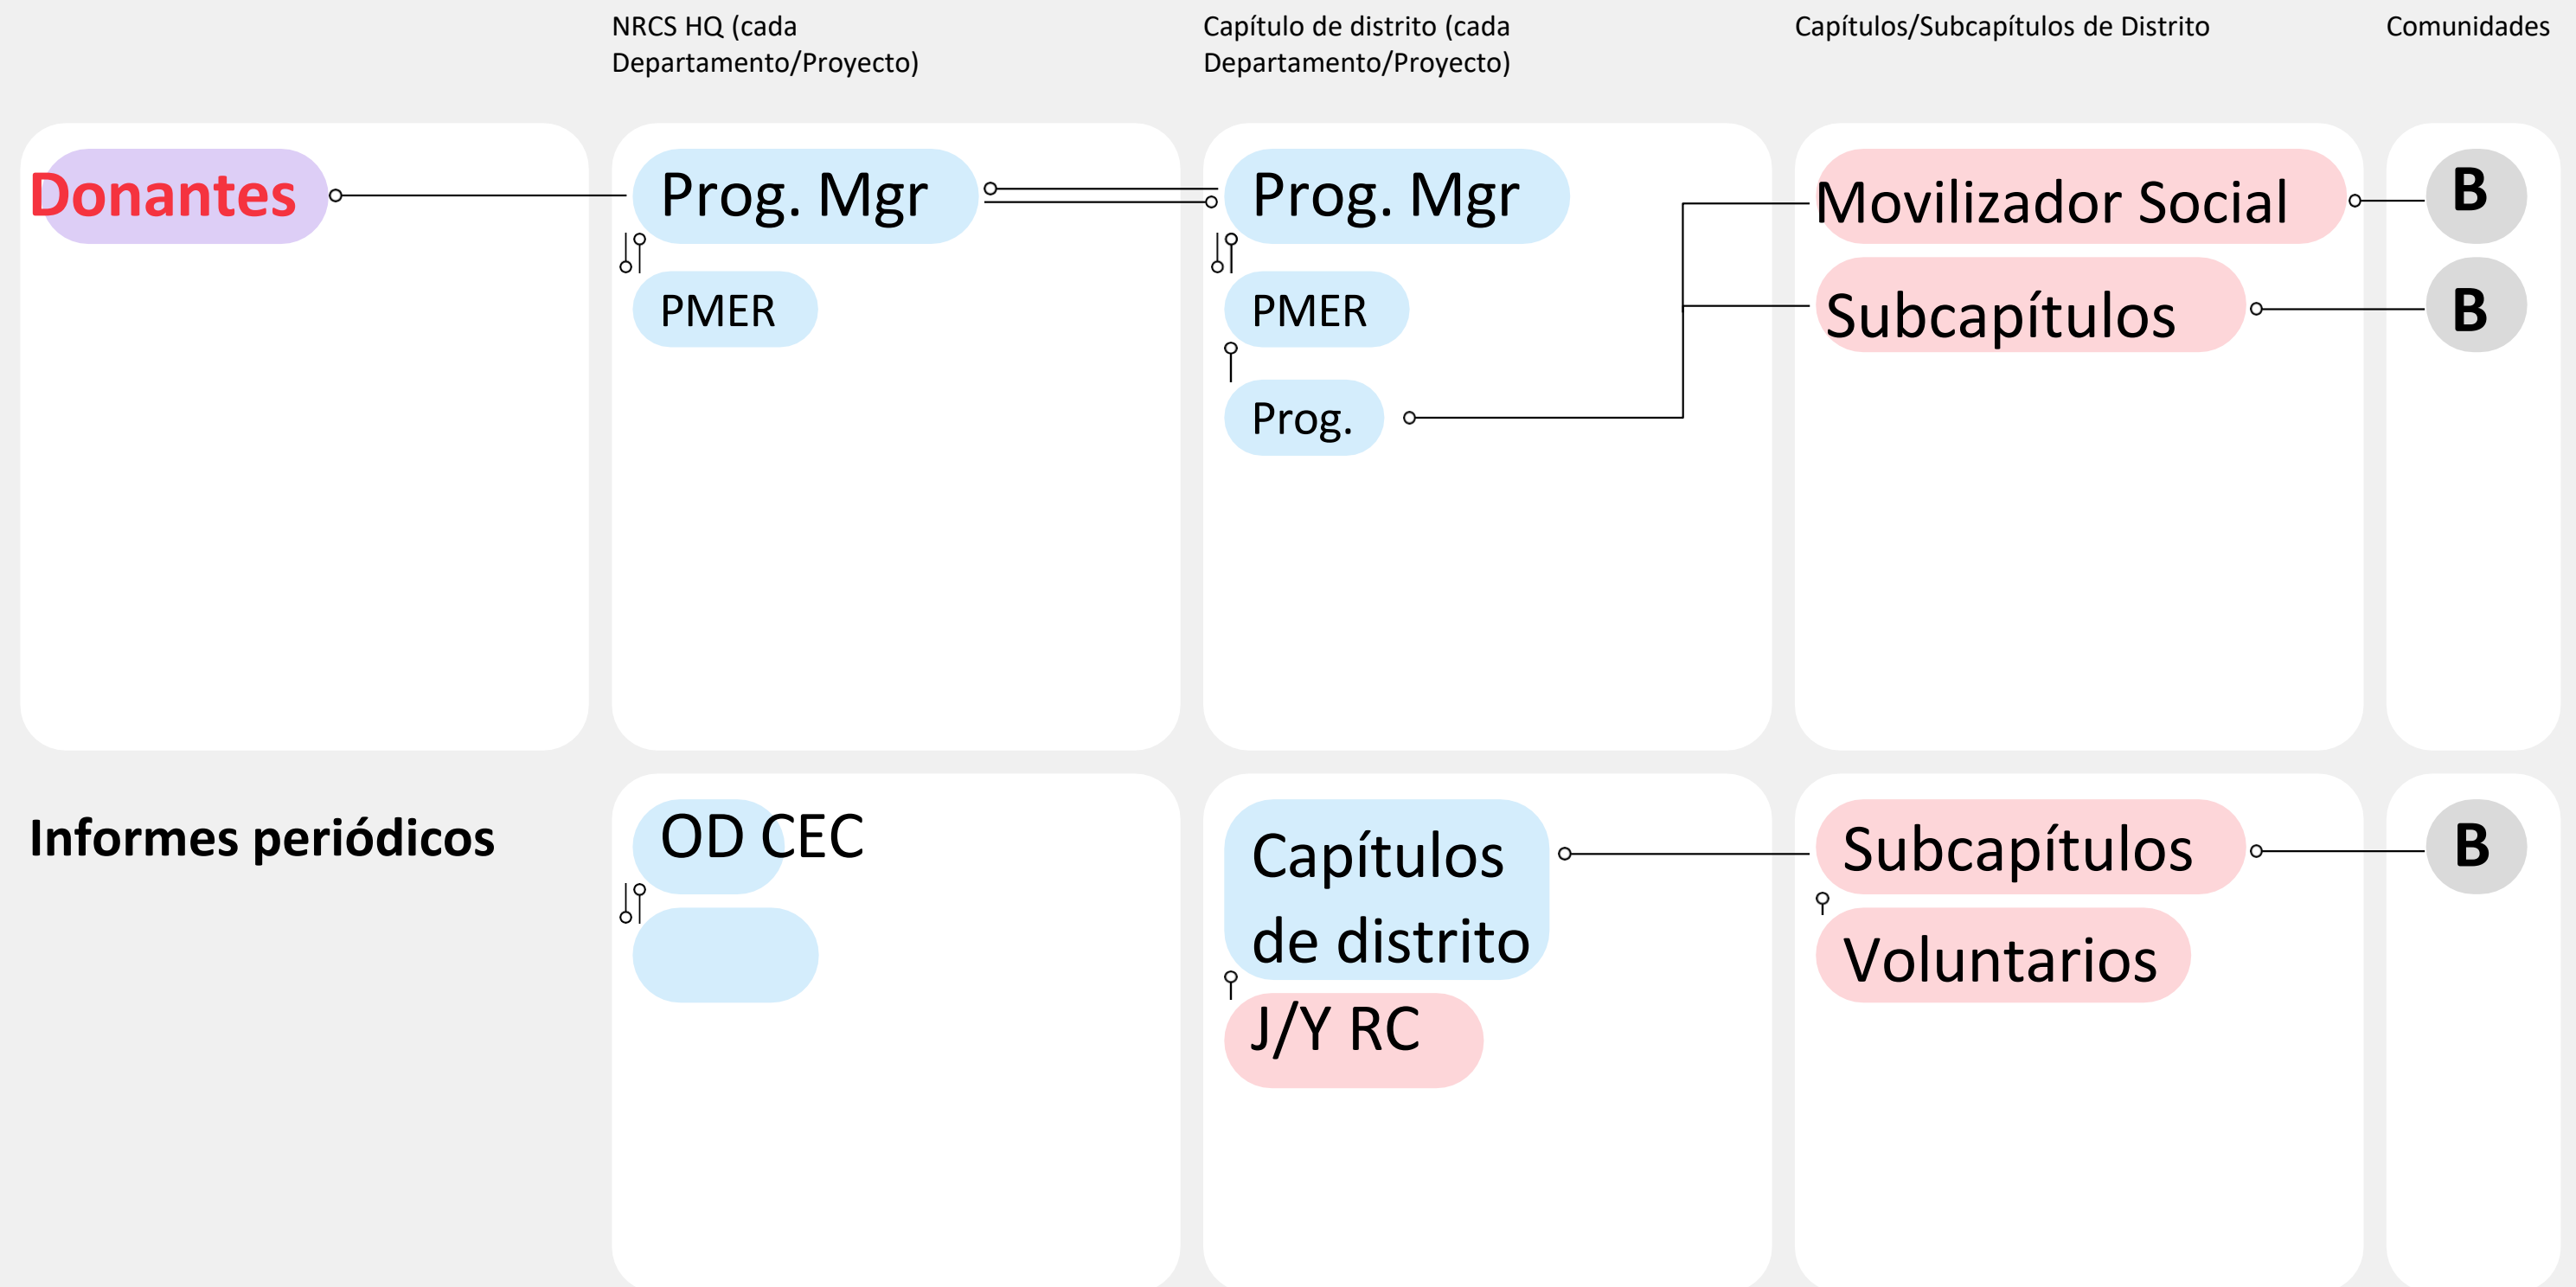 NRCS HQ (cada
Departamento/Proyecto)
Capítulo de distrito (cada
Departamento/Proyecto)
Capítulos/Subcapítulos de Distrito
Comunidades
Donantes
Prog. Mgr
PMER
Prog. Mgr
PMER
Prog.
Movilizador Social
Subcapítulos
B
B
Informes periódicos
OD CEC
Capítulos
de distrito
J/Y RC
Subcapítulos
Voluntarios
B